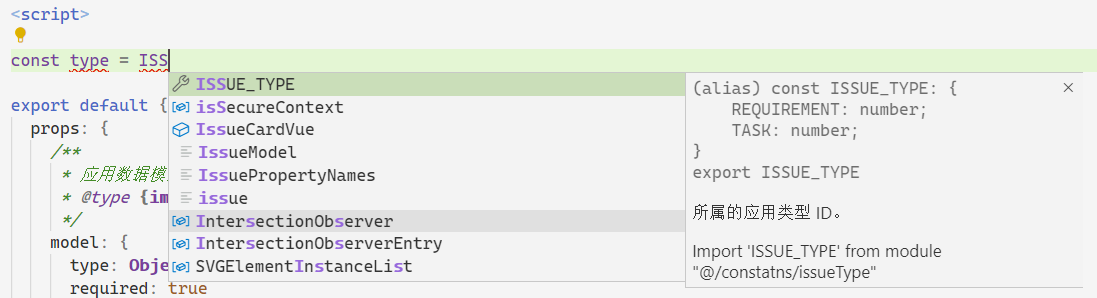 <script>
const type = ISS
ISSUE_TYPE
isSecureContext
export default {
IssueCardVue
props: {
IssueModel
/**
IssuePropertyNames
* 应用数据模
issue
* @type {im
IntersectionObserver
*/
IntersectionObserverEntry
model: {
SVGElementInstanceList
type: Obje
required: true
(alias) const ISSUE_TYPE: {
REQUIREMENT: number;
TASK: number;
}
export ISSUE_TYPE
所属的应用类型 ID。
Import 'ISSUE_TYPE' from module
"@/constatns/issueType"